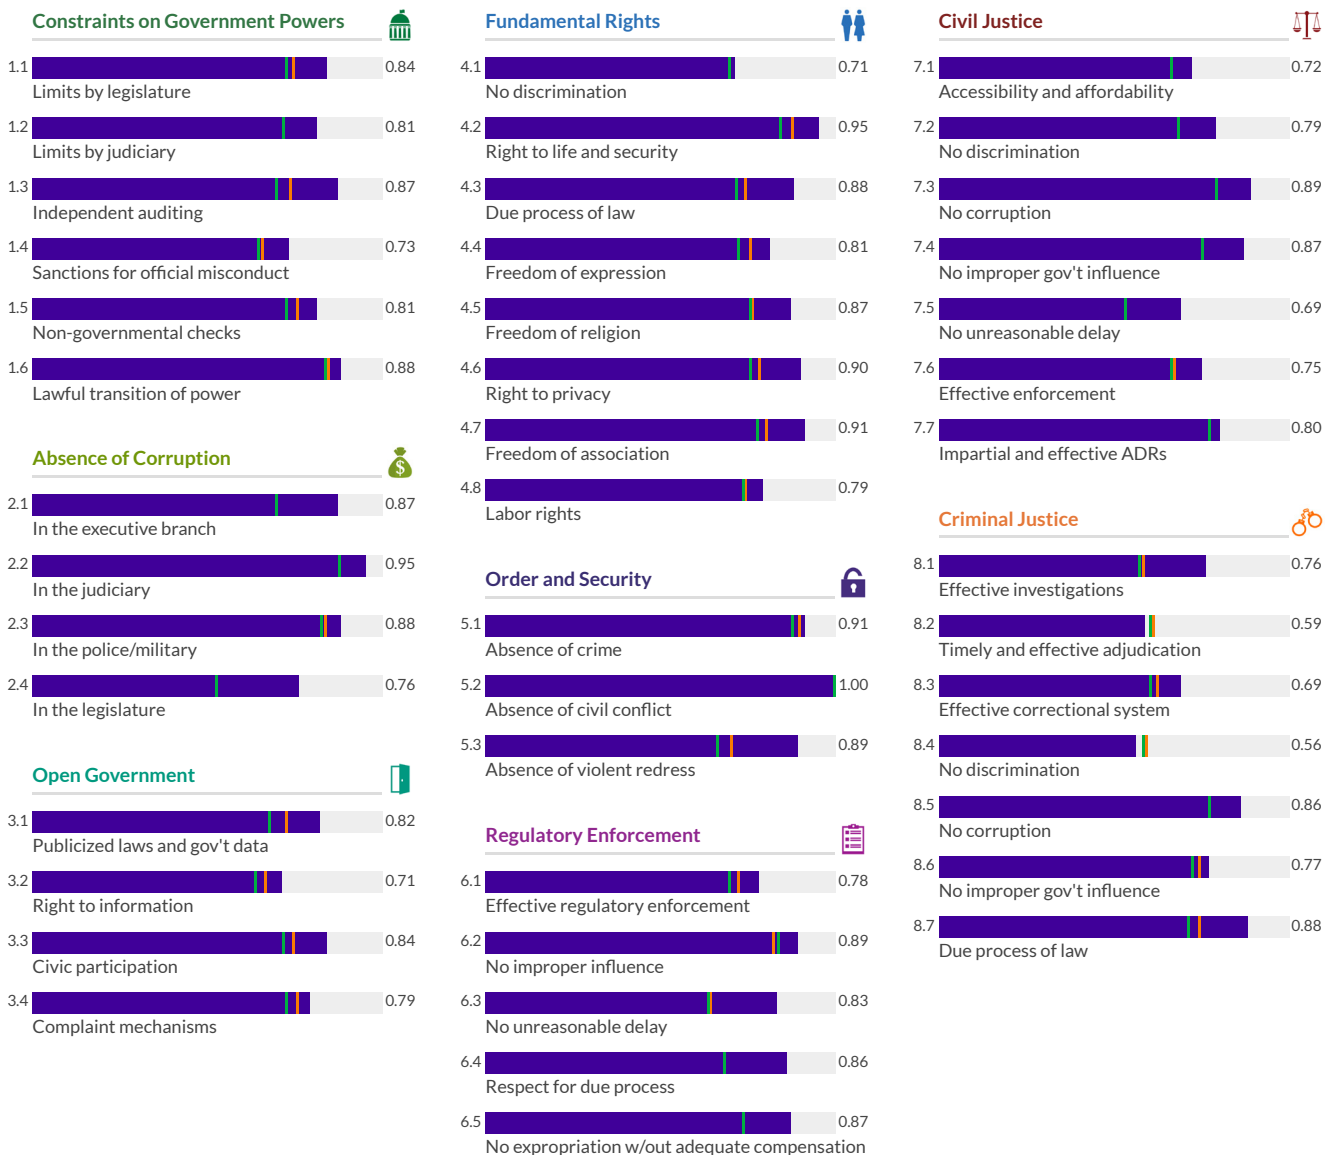 Constraints on Government Powers
1.1 0.84
Limits by legislature
1.2 0.81
Limits by judiciary
1.3 0.87
Independent auditing
1.4 0.73
Sanctions for official misconduct
1.5 0.81
Non-governmental checks
1.6 0.88
Lawful transition of power
Absence of Corruption
$
2.1 0.87
In the executive branch
2.2 0.95
In the judiciary
2.3 0.88
In the police/military
2.4 0.76
In the legislature
Open Government
3.1 0.82
Publicized laws and gov't data
3.2 0.71
Right to information
3.3 0.84
Civic participation
3.4 0.79
Complaint mechanisms
Fundamental Rights
4.1 0.71
No discrimination
4.2 0.95
Right to life and security
4.3 0.88
Due process of law
4.4 0.81
Freedom of expression
4.5 0.87
Freedom of religion
4.6 0.90
Right to privacy
4.7 0.91
Freedom of association
4.8 0.79
Labor rights
Order and Security
5.1 0.91
Absence of crime
5.2 1.00
Absence of civil conflict
5.3 0.89
Absence of violent redress
Regulatory Enforcement
6.1 0.78
Effective regulatory enforcement
6.2 0.89
No improper influence
6.3 0.83
No unreasonable delay
6.4 0.86
Respect for due process
6.5 0.87
No expropriation w/out adequate compensation
Civil Justice
7.1 0.72
Accessibility and affordability
7.2 0.79
No discrimination
7.3 0.89
No corruption
7.4 0.87
No improper gov't influence
7.5 0.69
No unreasonable delay
7.6 0.75
Effective enforcement
7.7 0.80
Impartial and effective ADRs
Criminal Justice
8.1 0.76
Effective investigations
8.2 0.59
Timely and effective adjudication
8.3 0.69
Effective correctional system
8.4 0.56
No discrimination
8.5 0.86
No corruption
8.6 0.77
No improper gov't influence
8.7 0.88
Due process of law